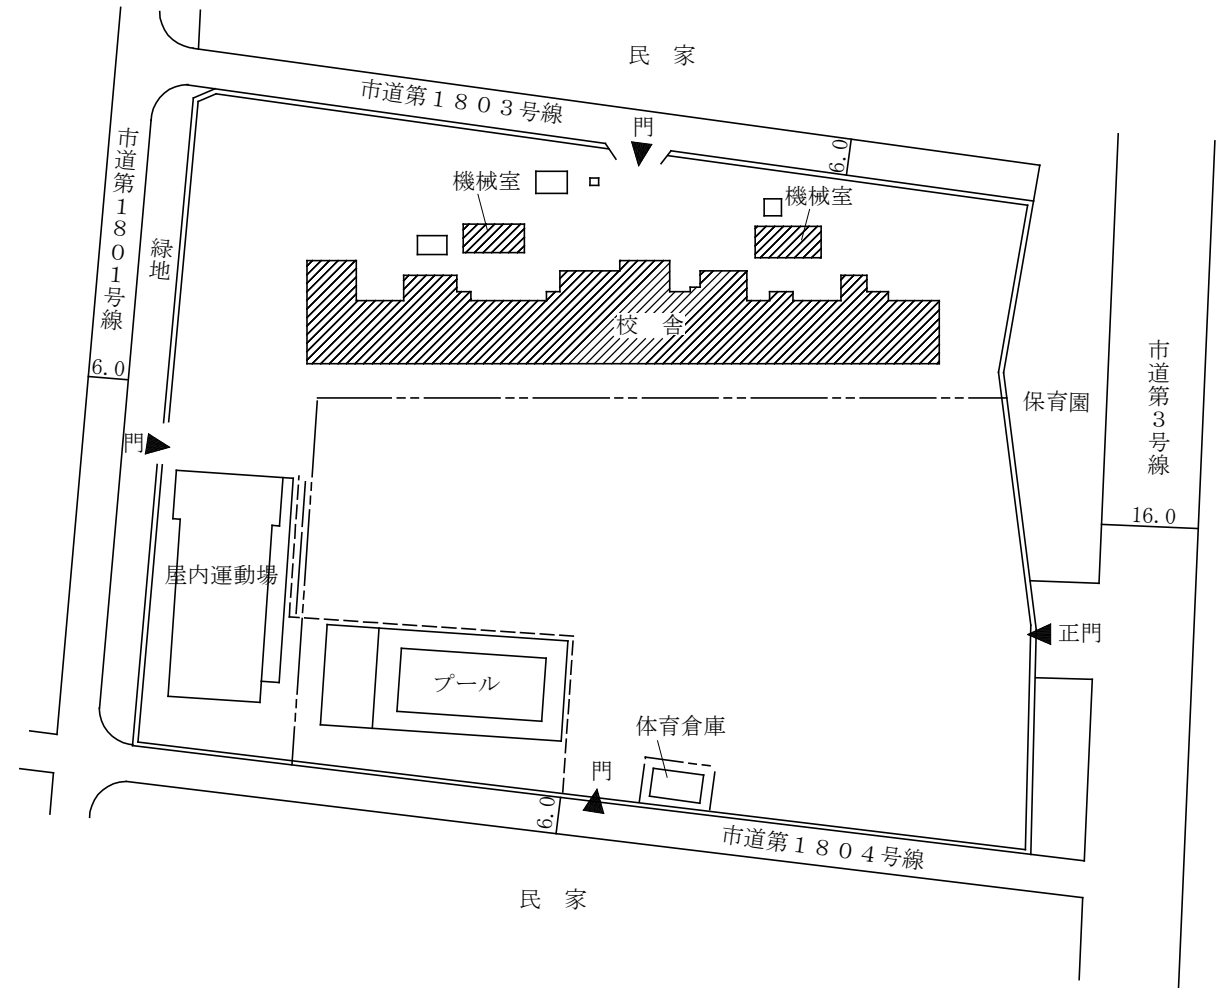 民　家
市道第１８０３号線
門
6.0
機械室
機械室
市道第１８０１号線
緑地
校　舎
6.0
保育園
市道第３号線
門
16.0
屋内運動場
正門
プール
体育倉庫
門
6.0
市道第１８０４号線
民　家